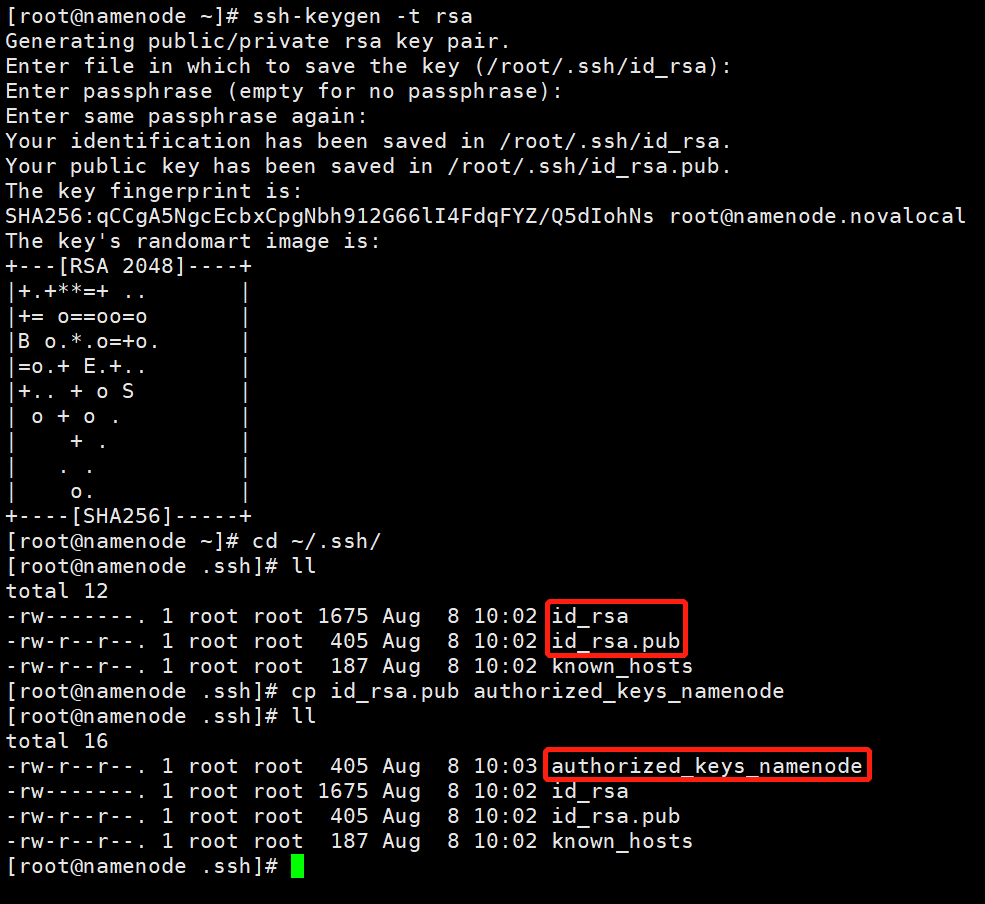 [root@namenode ~]# ssh-keygen -t rsa
Generating public/private rsa key pair.
Enter file in which to save the key (/root/.ssh/id_rsa):
Enter passphrase (empty for no passphrase):
Enter same passphrase again:
Your identification has been saved in /root/.ssh/id_rsa.
Your public key has been saved in /root/.ssh/id_rsa.pub.
The key fingerprint is:
SHA256:qCCgA5NgcEcbxCpgNbh912G66lI4FdqFYZ/Q5dIohNs root@namenode.novalocal
The key's randomart image is:
+---[RSA 2048]----+
|+.+**=+ ..       |
|+= o==oo=o       |
|B o.*.o=+o.      |
|=o.+ E.+..       |
|+.. + o S        |
| o + o .         |
|    + .          |
|   . .           |
|    o.           |
+----[SHA256]-----+
[root@namenode ~]# cd ~/.ssh/
[root@namenode .ssh]# ll
total 12
-rw-------. 1 root root 1675 Aug  8 10:02 id_rsa
-rw-r--r--. 1 root root  405 Aug  8 10:02 id_rsa.pub
-rw-r--r--. 1 root root  187 Aug  8 10:02 known_hosts
[root@namenode .ssh]# cp id_rsa.pub authorized_keys_namenode
[root@namenode .ssh]# ll
total 16
-rw-r--r--. 1 root root  405 Aug  8 10:03 authorized_keys_namenode
-rw-------. 1 root root 1675 Aug  8 10:02 id_rsa
-rw-r--r--. 1 root root  405 Aug  8 10:02 id_rsa.pub
-rw-r--r--. 1 root root  187 Aug  8 10:02 known_hosts
[root@namenode .ssh]#